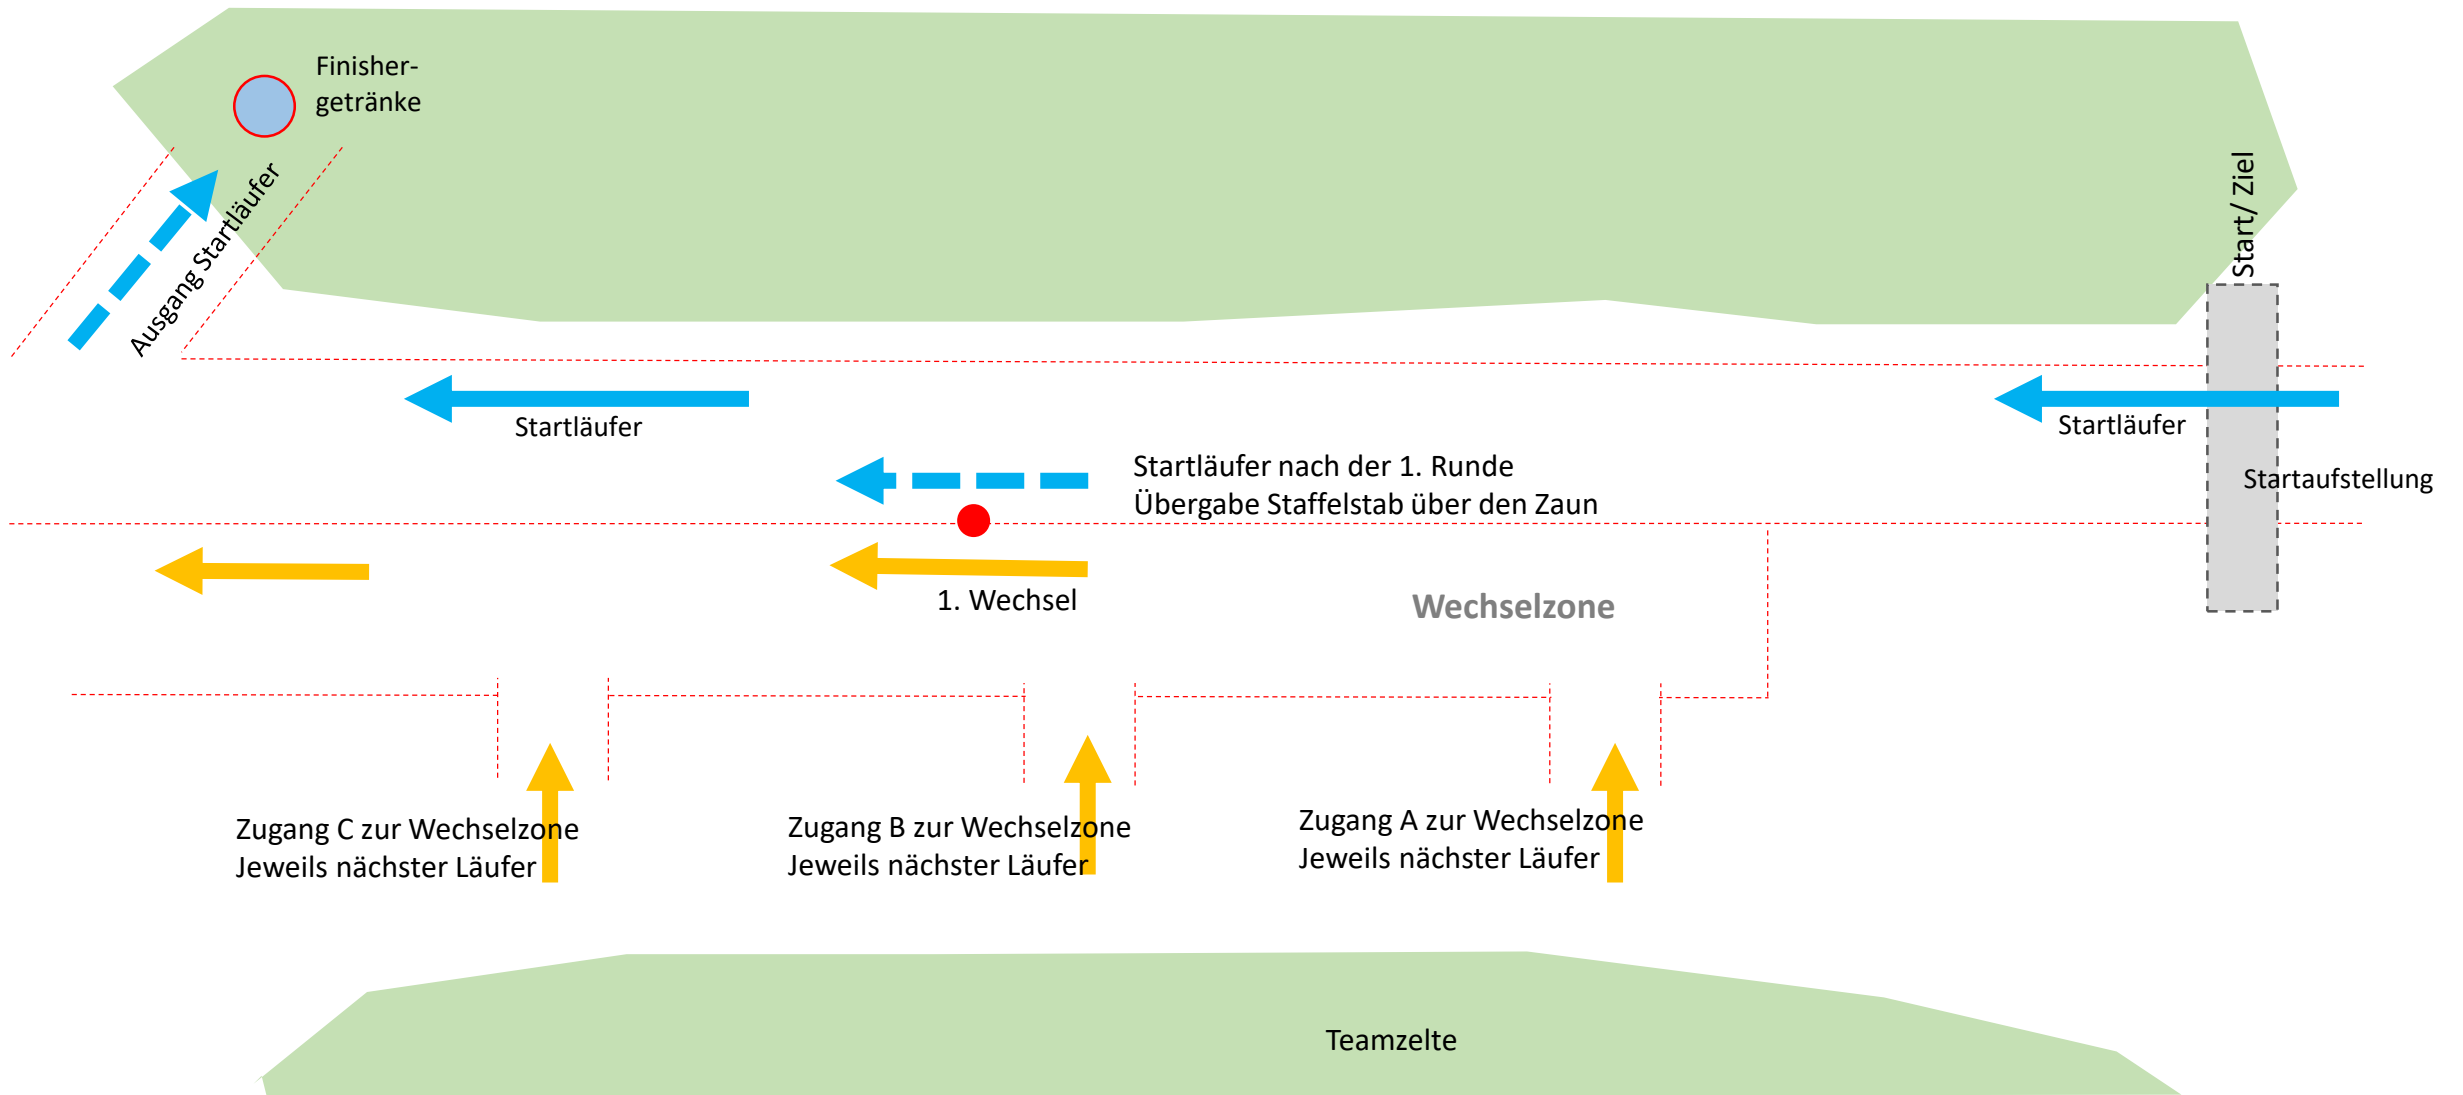 Finisher-
getränke
Ausgang Startläufer
Start/ Ziel
Startläufer
Startläufer
Startläufer nach der 1. Runde
Übergabe Staffelstab über den Zaun
Startaufstellung
1. Wechsel
Wechselzone
Zugang C zur Wechselzone
Jeweils nächster Läufer
Zugang B zur Wechselzone
Jeweils nächster Läufer
Zugang A zur Wechselzone
Jeweils nächster Läufer
Teamzelte